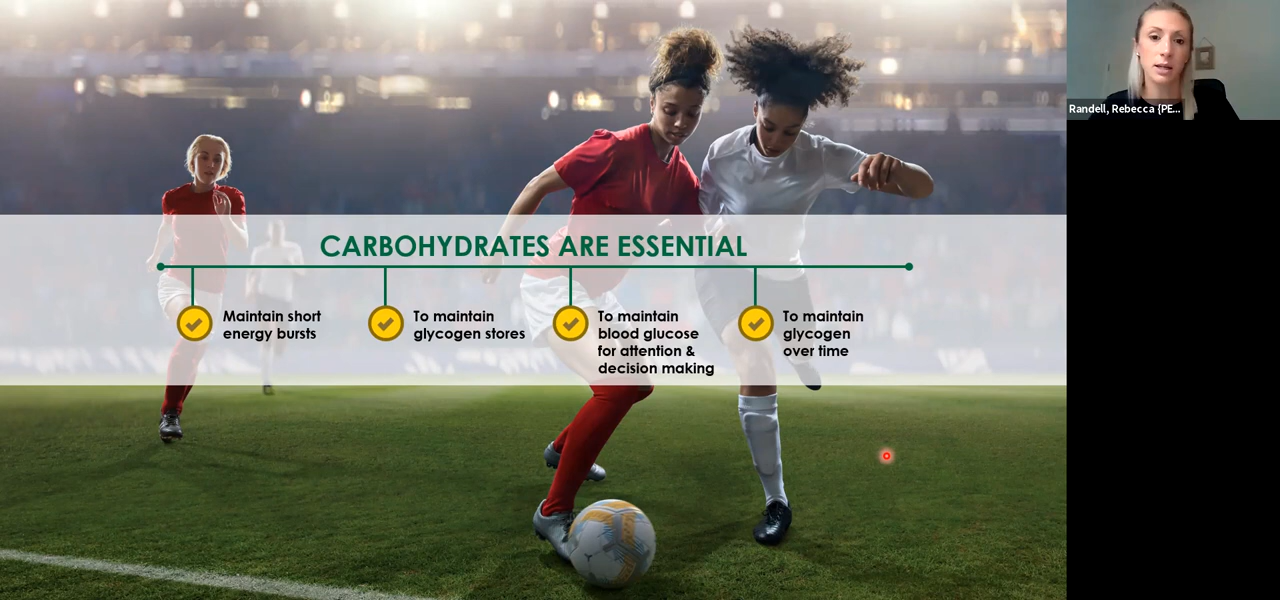 CARBOHYDRATES ARE ESSENTIAL
Maintain short
energy bursts
To maintain
glycogen stores
To maintain
blood glucose
for attention &
decision making
To maintain
glycogen
over time
Randell, Rebecca {PE...